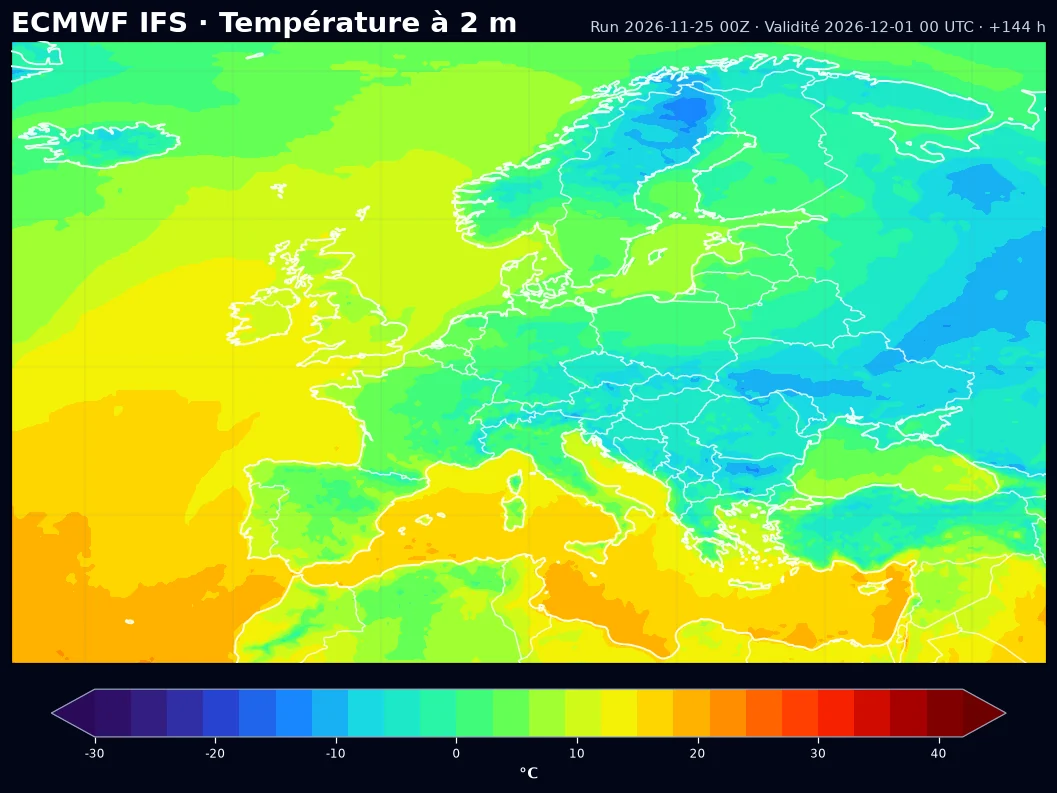 ECMWF IFS · Température à 2 m
Run 2026-11-25 00Z · Validité 2026-12-01 00 UTC · +144 h
-30 -20 -10 0 10 20 30 40
°C